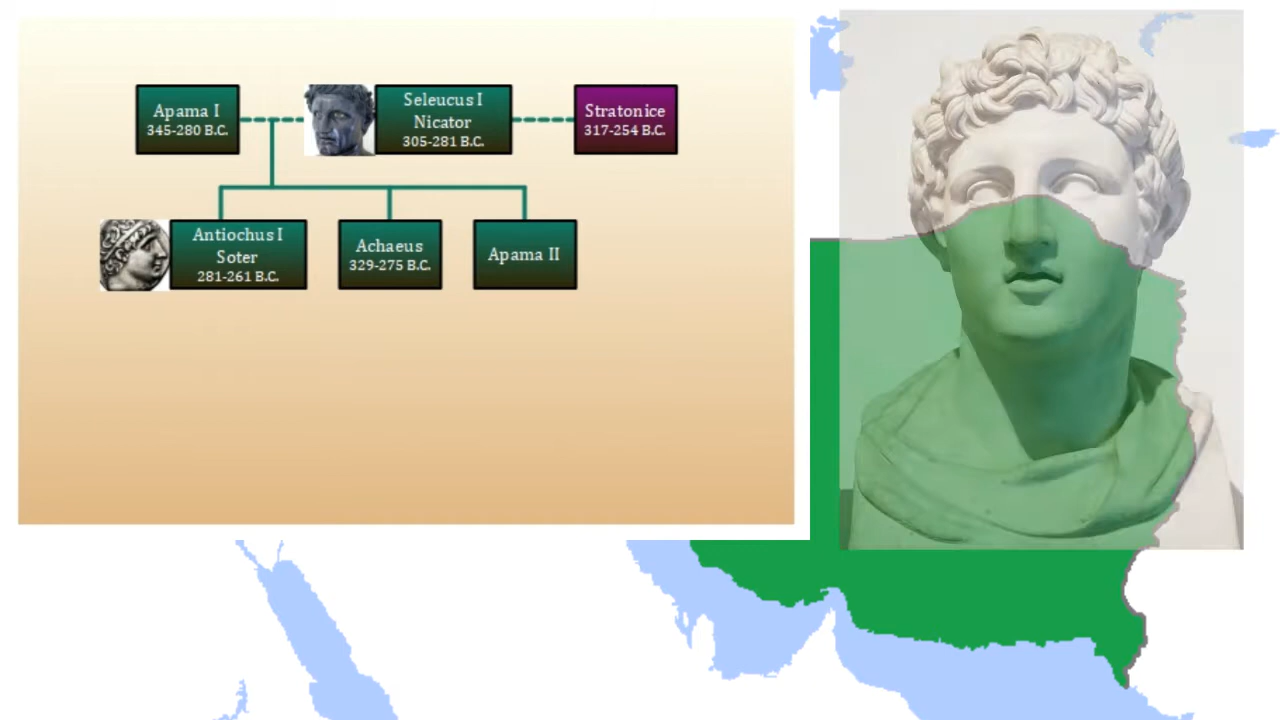 Apama I
345-280 B.C.
Seleucus I
Nicator
305-281 B.C.
Stratonice
317-254 B.C.
Antiochus I
Soter
281-261 B.C.
Achaeus
329-275 B.C.
Apama II